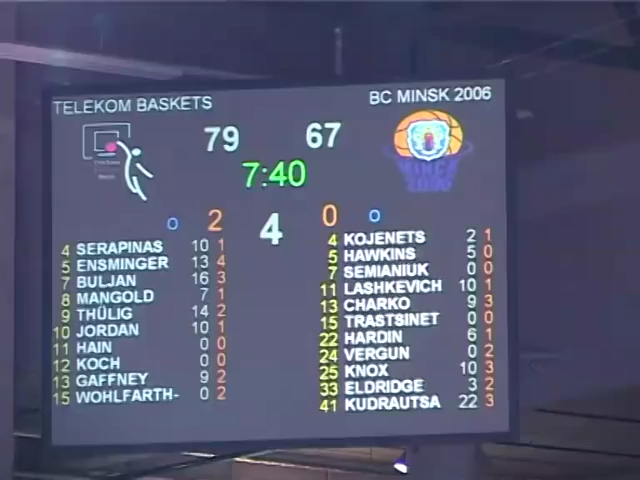 TELEKOM BASKETS BC MINSK 2006
79 67
7:40
0 2 4 0 0
4 SERAPINAS 10 1
5 ENSMINGER 13 4
7 BULJAN 16 3
8 MANGOLD 7 1
9 THÜLIG 14 2
10 JORDAN 10 1
11 HAIN 0 0
12 KOCH 0 0
13 GAFFNEY 9 2
15 WOHLFARTH- 0 2
4 KOJENETS 2 1
5 HAWKINS 5 0
7 SEMIANIUK 0 0
11 LASHKEVICH 10 1
13 CHARKO 9 3
15 TRASTSINET 0 0
22 HARDIN 6 1
24 VERGUN 0 2
25 KNOX 10 3
33 ELDRIDGE 3 2
41 KUDRAUTSA 22 3